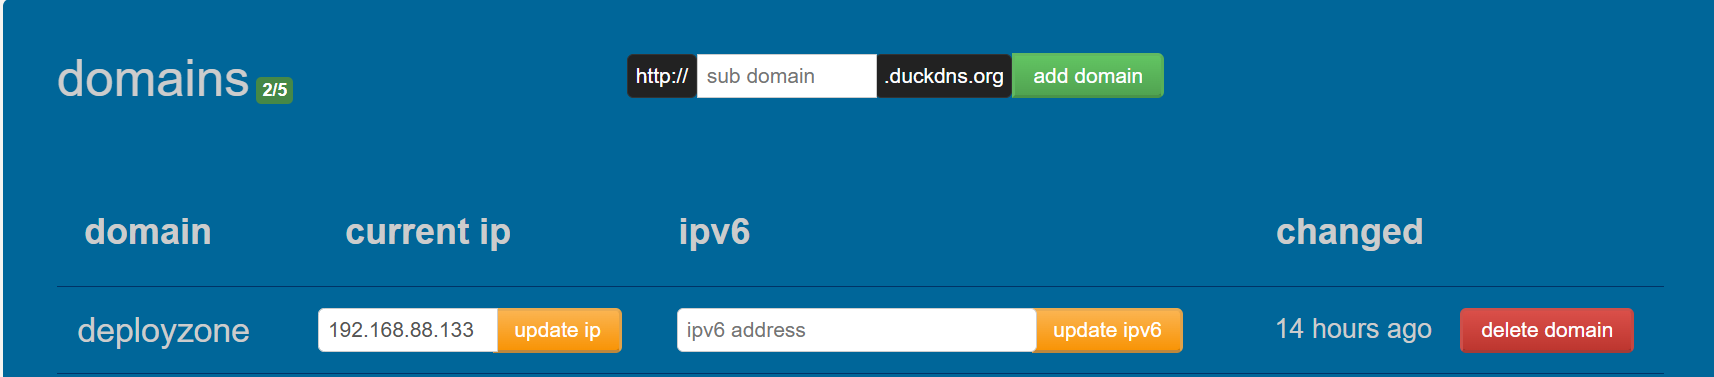 domains 2/5
http:// sub domain .duckdns.org add domain
domain current ip ipv6 changed
deployzone 192.168.88.133 update ip ipv6 address update ipv6 14 hours ago delete domain